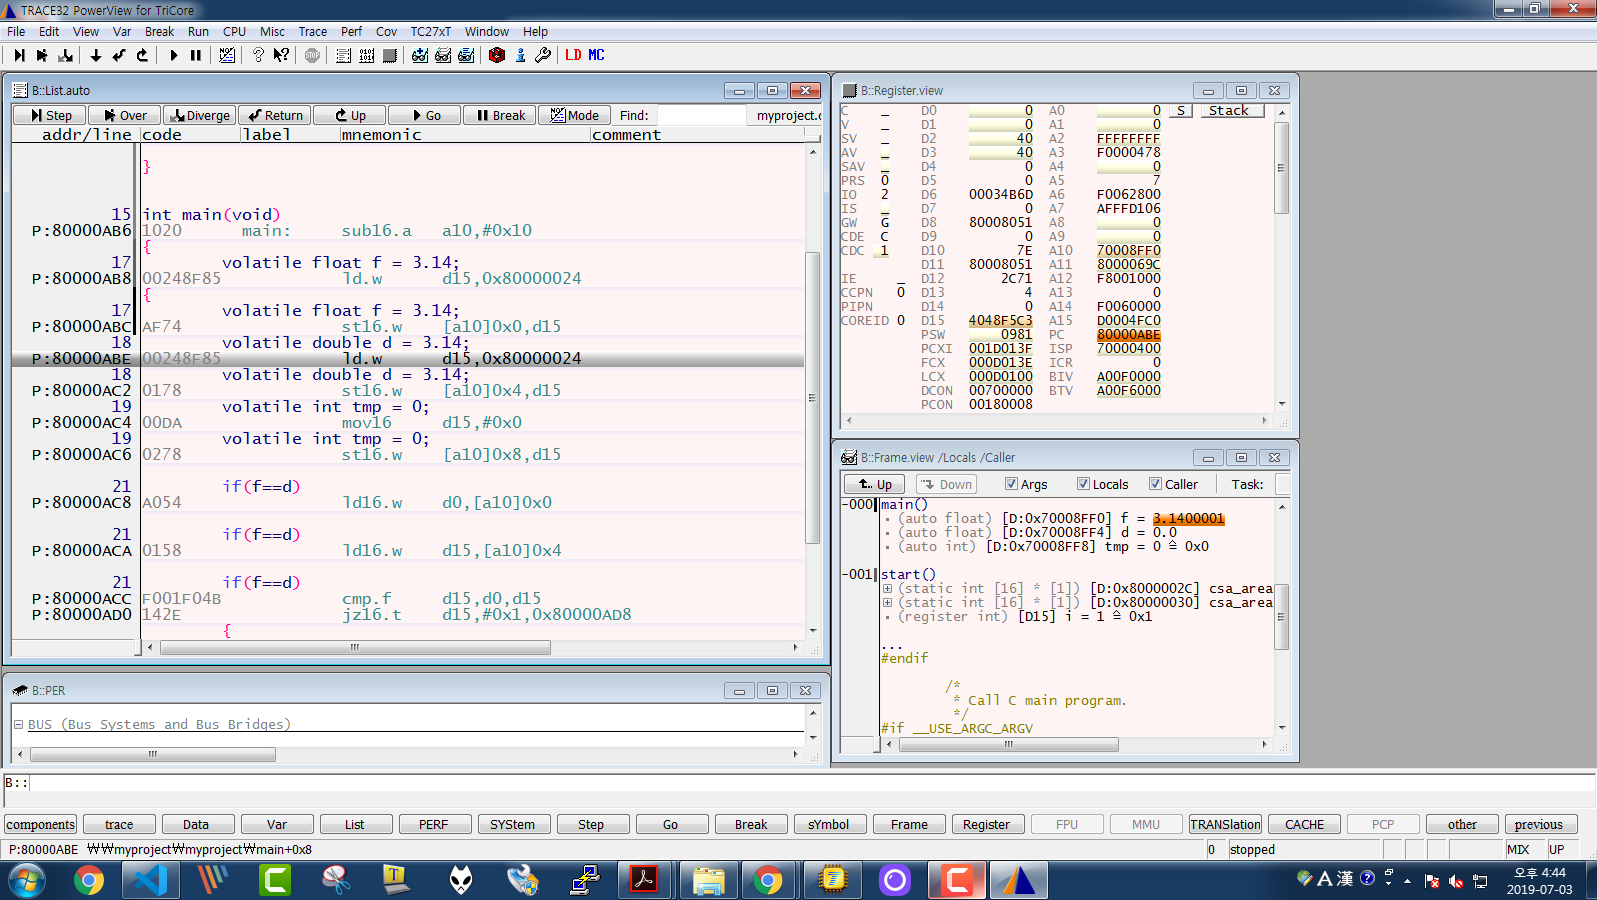 TRACE32 PowerView for TriCore
File Edit View Var Break Run CPU Misc Trace Perf Cov TC27xT Window Help
LD MC
B::List.auto
Step Over Diverge Return Up Go Break Mode Find: myproject.c
addr/line code label mnemonic comment
}
15 int main(void)
P:80000AB6 1020 main: sub16.a a10,#0x10
{
17 volatile float f = 3.14;
P:80000AB8 00248F85 ld.w d15,0x80000024
{
17 volatile float f = 3.14;
P:80000ABC AF74 st16.w [a10]0x0,d15
18 volatile double d = 3.14;
P:80000ABE 00248F85 ld.w d15,0x80000024
18 volatile double d = 3.14;
P:80000AC2 0178 st16.w [a10]0x4,d15
19 volatile int tmp = 0;
P:80000AC4 00DA mov16 d15,#0x0
19 volatile int tmp = 0;
P:80000AC6 0278 st16.w [a10]0x8,d15
21 if(f==d)
P:80000AC8 A054 ld16.w d0,[a10]0x0
21 if(f==d)
P:80000ACA 0158 ld16.w d15,[a10]0x4
21 if(f==d)
P:80000ACC F001F04B cmp.f d15,d0,d15
P:80000AD0 142E jz16.t d15,#0x1,0x80000AD8
{
B::Register.view
C _ D0 0 A0 0 S Stack
V _ D1 0 A1 0
SV _ D2 40 A2 FFFFFFFF
AV _ D3 40 A3 F0000478
SAV _ D4 0 A4 0
PRS 0 D5 0 A5 7
IO 2 D6 00034B6D A6 F0062800
IS _ D7 0 A7 AFFFD106
GW G D8 80008051 A8 0
CDE C D9 0 A9 0
CDC 1 D10 7E A10 70008FF0
D11 80008051 A11 8000069C
IE _ D12 2C71 A12 F8001000
CCPN 0 D13 4 A13 0
PIPN D14 0 A14 F0060000
COREID 0 D15 4048F5C3 A15 D0004FC0
PSW 0981 PC 80000ABE
PCXI 001D013F ISP 70000400
FCX 000D013E ICR 0
LCX 000D0100 BIV A00F0000
DCON 00700000 BTV A00F6000
PCON 00180008
B::Frame.view /Locals /Caller
Up Down Args Locals Caller Task:
-000 main()
(auto float) [D:0x70008FF0] f = 3.1400001
(auto float) [D:0x70008FF4] d = 0.0
(auto int) [D:0x70008FF8] tmp = 0 ≙ 0x0
-001 start()
(static int [16] * [1]) [D:0x8000002C] csa_area
(static int [16] * [1]) [D:0x80000030] csa_area
(register int) [D15] i = 1 ≙ 0x1
...
#endif
/*
* Call C main program.
*/
#if __USE_ARGC_ARGV
B::PER
BUS (Bus Systems and Bus Bridges)
B::
components trace Data Var List PERF SYStem Step Go Break sYmbol Frame Register FPU MMU TRANSlation CACHE PCP other previous
P:80000ABE ₩₩myproject₩myproject₩main+0x8 0 stopped MIX UP
A 漢
오후 4:44
2019-07-03